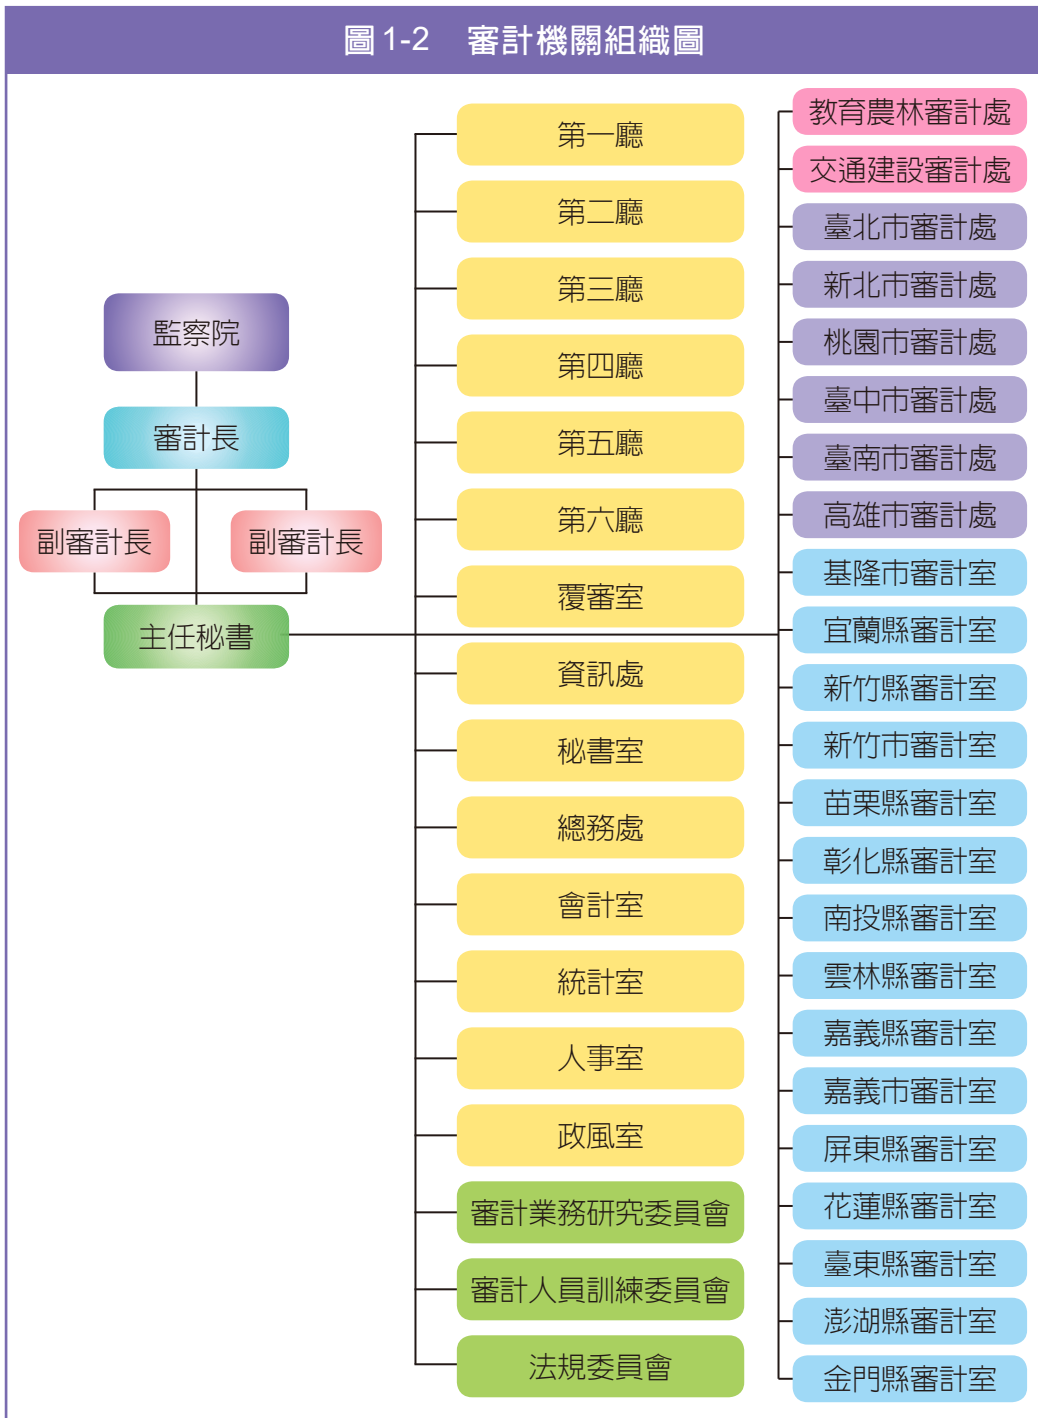 圖1-2 審計機關組織圖
監察院
審計長
副審計長
副審計長
主任秘書
第一廳
第二廳
第三廳
第四廳
第五廳
第六廳
覆審室
資訊處
秘書室
總務處
會計室
統計室
人事室
政風室
審計業務研究委員會
審計人員訓練委員會
法規委員會
教育農林審計處
交通建設審計處
臺北市審計處
新北市審計處
桃園市審計處
臺中市審計處
臺南市審計處
高雄市審計處
基隆市審計室
宜蘭縣審計室
新竹縣審計室
新竹市審計室
苗栗縣審計室
彰化縣審計室
南投縣審計室
雲林縣審計室
嘉義縣審計室
嘉義市審計室
屏東縣審計室
花蓮縣審計室
臺東縣審計室
澎湖縣審計室
金門縣審計室